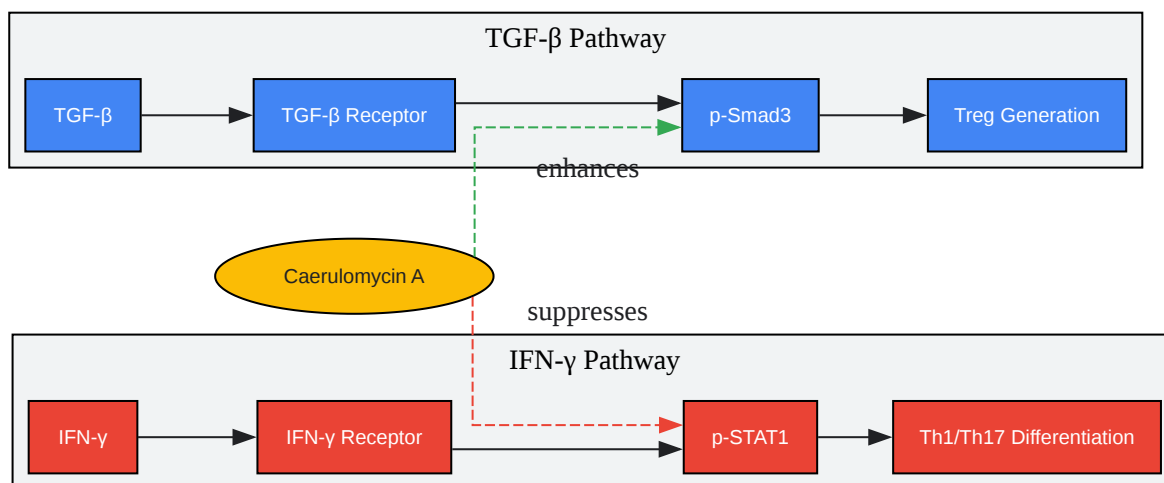 TGF-β Pathway
TGF-β
TGF-β Receptor
p-Smad3
Treg Generation
enhances
Caerulomycin A
suppresses
IFN-γ Pathway
IFN-γ
IFN-γ Receptor
p-STAT1
Th1/Th17 Differentiation